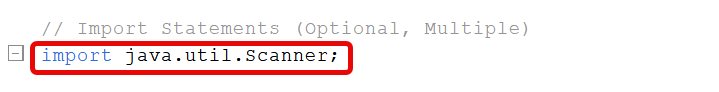 // Import Statements (Optional, Multiple)
import java.util.Scanner;